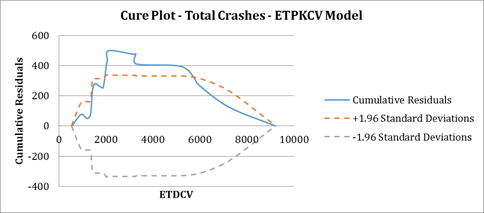 Cure Plot - Total Crashes - ETPKCV Model
Cumulative Residuals
600
400
200
0
-200
-400
0 2000 4000 6000 8000 10000
ETDCV
Cumulative Residuals
+1.96 Standard Deviations
-1.96 Standard Deviations